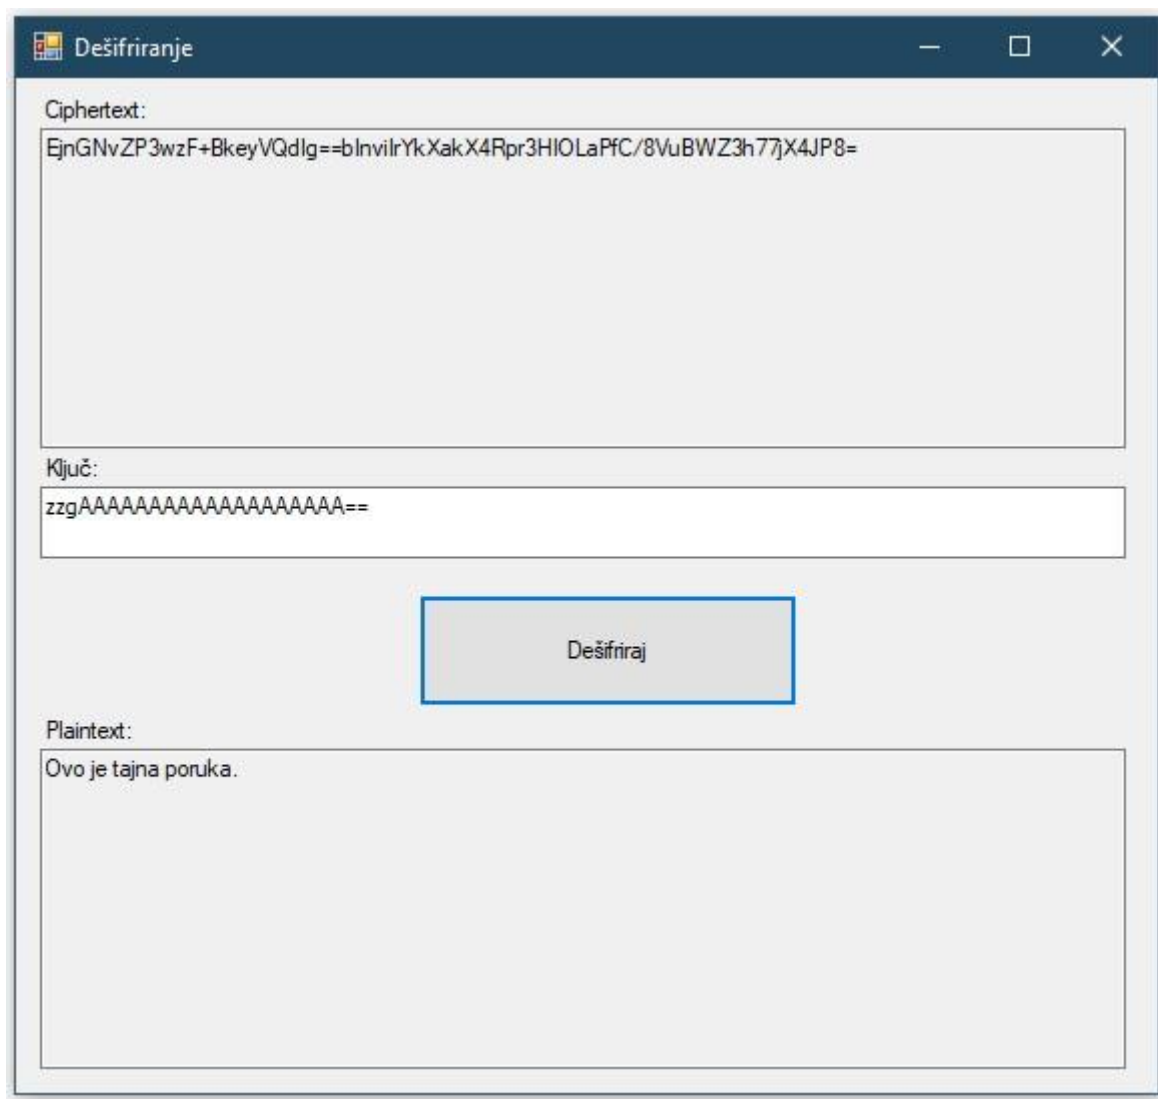 Dešifriranje
Ciphertext:
EjnGNvZP3wzF+BkeyVQdIg==bInviIrYkXakX4Rpr3HIOLaPfC/8VuBWZ3h77jX4JP8=
Ključ:
zzgAAAAAAAAAAAAAAAAAAA==
Dešifriraj
Plaintext:
Ovo je tajna poruka.